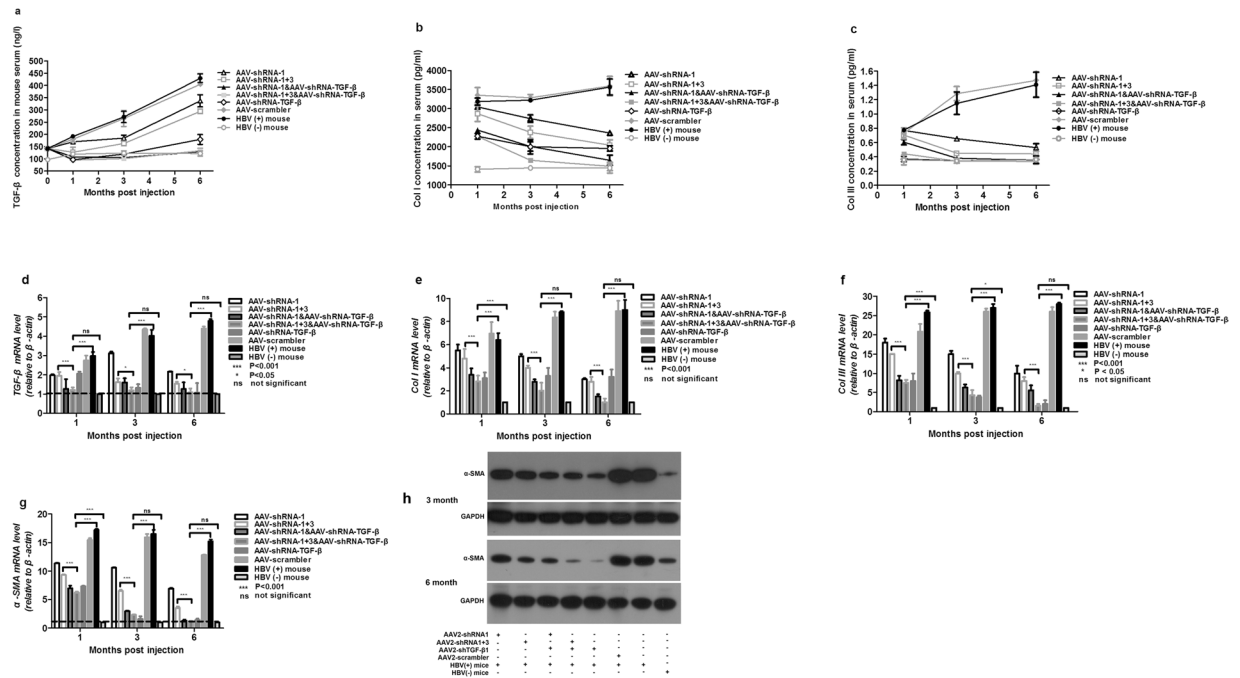 a
TGF-β concentration in mouse serum (ng/l)
450
400
350
300
250
200
150
100
50
0
1
2
3
4
5
6
Months post injection
AAV-shRNA-1
AAV-shRNA-1+3
AAV-shRNA-1&AAV-shRNA-TGF-β
AAV-shRNA-1+3&AAV-shRNA-TGF-β
AAV-shRNA-TGF-β
AAV-scrambler
HBV (+) mouse
HBV (-) mouse
b
Col I concentration in serum (pg/ml)
4000
3500
3000
2500
2000
1500
1000
0
1
2
3
4
5
6
Months post injection
AAV-shRNA-1
AAV-shRNA-1+3
AAV-shRNA-1&AAV-shRNA-TGF-β
AAV-shRNA-1+3&AAV-shRNA-TGF-β
AAV-shRNA-TGF-β
AAV-scrambler
HBV (+) mouse
HBV (-) mouse
c
Col III concentration in serum (pg/ml)
1.6
1.4
1.2
1.0
0.8
0.6
0.4
0.2
0.0
0
1
2
3
4
5
6
Months post injection
AAV-shRNA-1
AAV-shRNA-1+3
AAV-shRNA-1&AAV-shRNA-TGF-β
AAV-shRNA-1+3&AAV-shRNA-TGF-β
AAV-shRNA-TGF-β
AAV-scrambler
HBV (+) mouse
HBV (-) mouse
d
TGF-β mRNA level
(relative to β-actin)
6
5
4
3
2
1
0
*** *** ns
* *** ns
* *** ns
1
3
6
Months post injection
AAV-shRNA-1
AAV-shRNA-1+3
AAV-shRNA-1&AAV-shRNA-TGF-β
AAV-shRNA-1+3&AAV-shRNA-TGF-β
AAV-shRNA-TGF-β
AAV-scrambler
HBV (+) mouse
HBV (-) mouse
*** P<0.001
* P < 0.05
ns not significant
e
Col I mRNA level
(relative to β-actin)
10
8
6
4
2
0
*** *** ***
*** *** ns
*** *** ns
1
3
6
Months post injection
AAV-shRNA-1
AAV-shRNA-1+3
AAV-shRNA-1&AAV-shRNA-TGF-β
AAV-shRNA-1+3&AAV-shRNA-TGF-β
AAV-shRNA-TGF-β
AAV-scrambler
HBV (+) mouse
HBV (-) mouse
*** P<0.001
ns not significant
f
Col III mRNA level
(relative to β-actin)
30
25
20
15
10
5
0
*** *** ***
*** *** *
*** *** ns
1
3
6
Months post injection
AAV-shRNA-1
AAV-shRNA-1+3
AAV-shRNA-1&AAV-shRNA-TGF-β
AAV-shRNA-1+3&AAV-shRNA-TGF-β
AAV-shRNA-TGF-β
AAV-scrambler
HBV (+) mouse
HBV (-) mouse
*** P<0.001
* P < 0.05
ns not significant
g
α-SMA mRNA level
(relative to β-actin)
20
15
10
5
0
*** *** ***
*** *** ns
*** *** ns
1
3
6
Months post injection
AAV-shRNA-1
AAV-shRNA-1+3
AAV-shRNA-1&AAV-shRNA-TGF-β
AAV-shRNA-1+3&AAV-shRNA-TGF-β
AAV-shRNA-TGF-β
AAV-scrambler
HBV (+) mouse
HBV (-) mouse
*** P<0.001
ns not significant
h
α-SMA
3 month
GAPDH
α-SMA
6 month
GAPDH
AAV2-shRNA1 + - + - - - - -
AAV2-shRNA1+3 - + - + - - - -
AAV2-shTGF-β1 - - + + + - - -
AAV2-scrambler - - - - - + - -
HBV(+) mice + + + + + + + -
HBV(-) mice - - - - - - - +